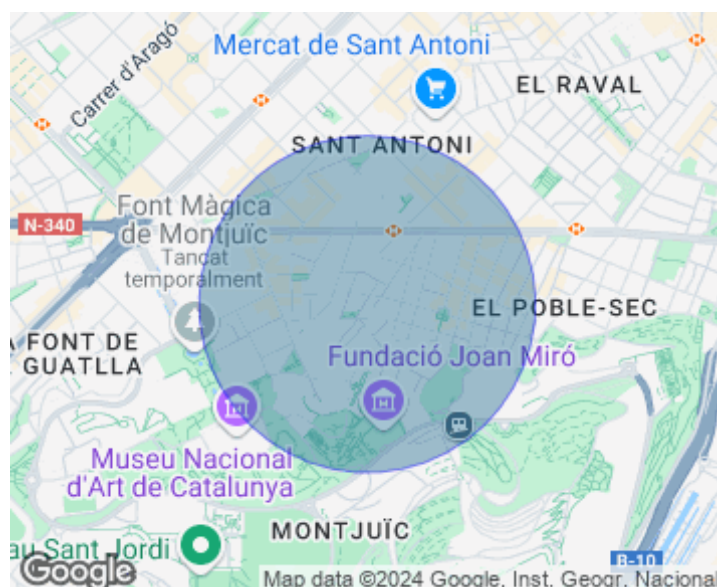 Carrer d'Aragó
Mercat de Sant Antoni
EL RAVAL
SANT ANTONI
Font Màgica
de Montjuïc
Tancat
temporalment
N-340
EL POBLE-SEC
A FONT DE
GUATLLA
Fundació Joan Miró
Museu Nacional
d'Art de Catalunya
MONTJUÏC
au Sant Jordi
B-10
Google
Map data ©2024 Google, Inst. Geogr. Nacional